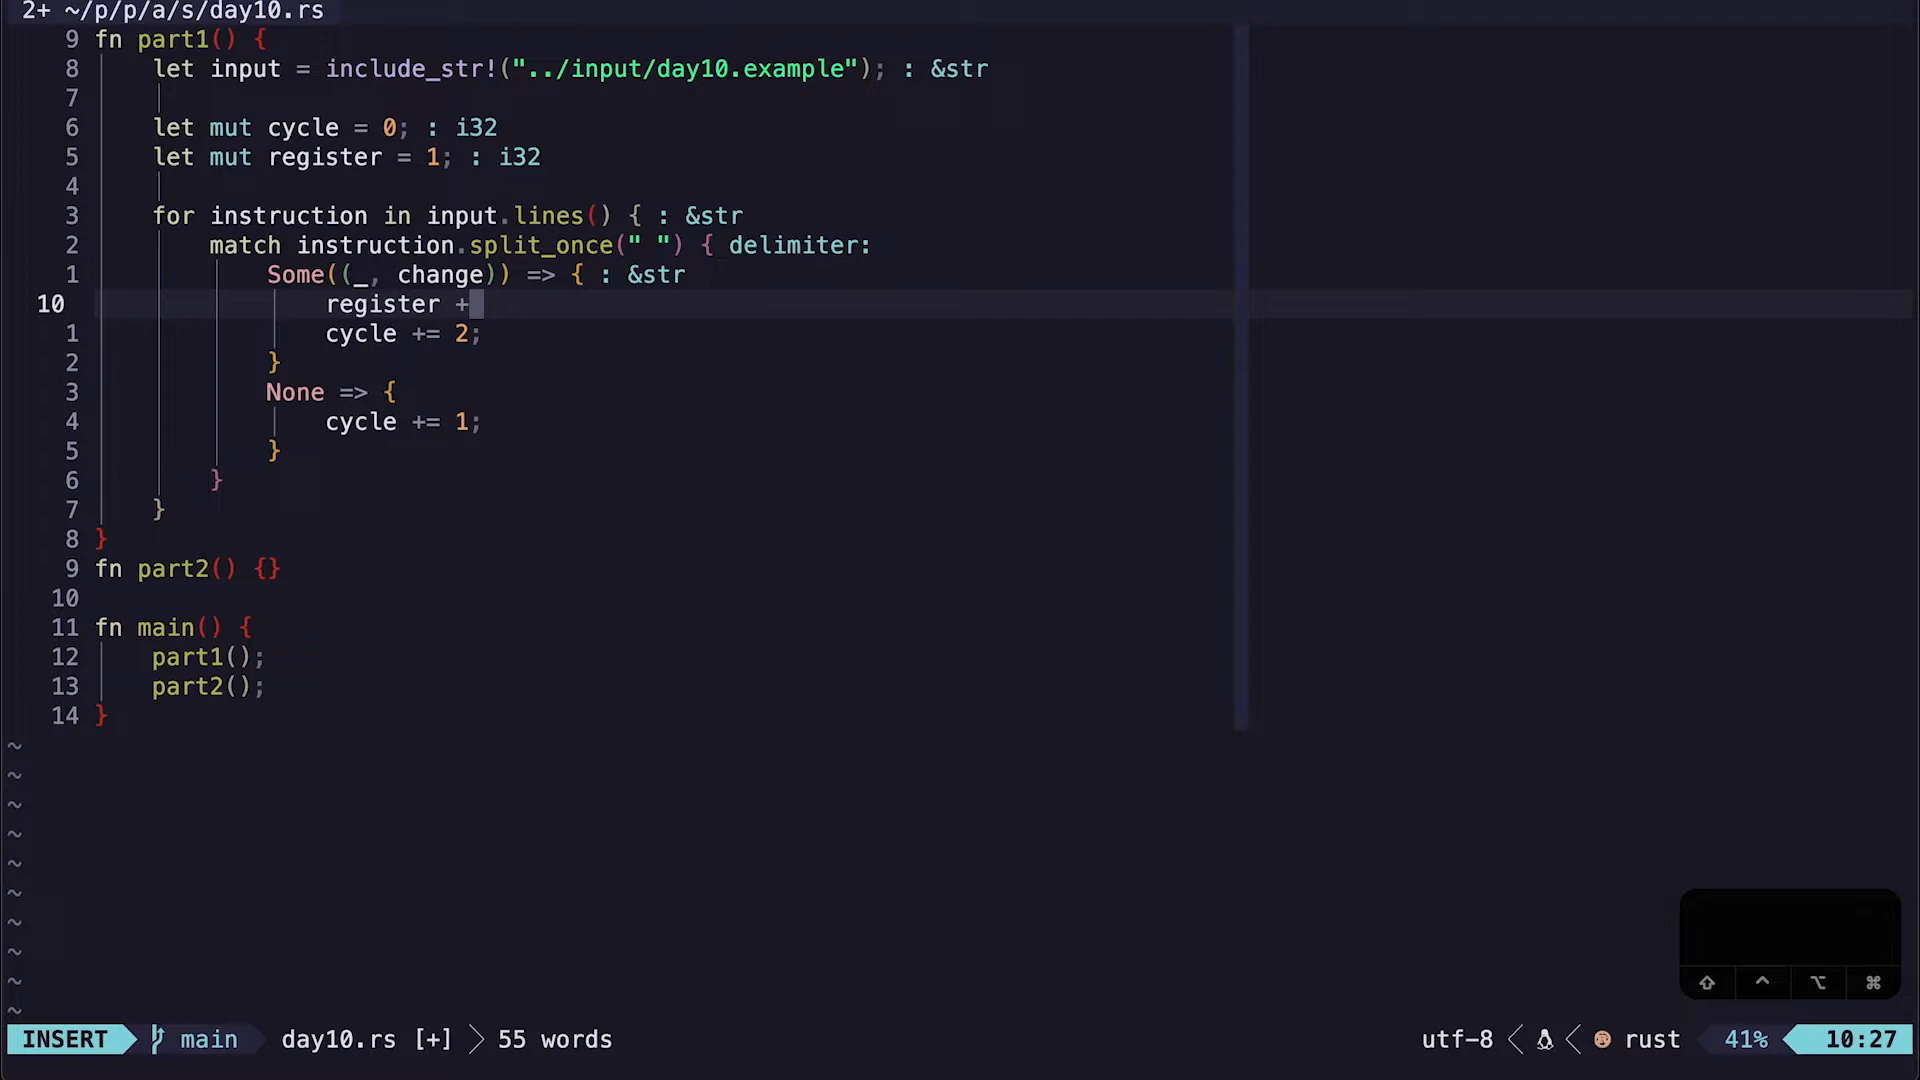 2+ ~/p/p/a/s/day10.rs
9 fn part1() {
8     let input = include_str!("../input/day10.example"); : &str
7
6     let mut cycle = 0; : i32
5     let mut register = 1; : i32
4
3     for instruction in input.lines() { : &str
2         match instruction.split_once(" ") { delimiter:
1             Some((_, change)) => { : &str
10                 register +
1                 cycle += 2;
2             }
3             None => {
4                 cycle += 1;
5             }
6         }
7     }
8 }
9 fn part2() {}
10
11 fn main() {
12     part1();
13     part2();
14 }
~
~
~
~
~
~
~
~
~
~
⇧ ^ ⌥ ⌘
INSERT main day10.rs [+] 55 words utf-8 rust 41% 10:27